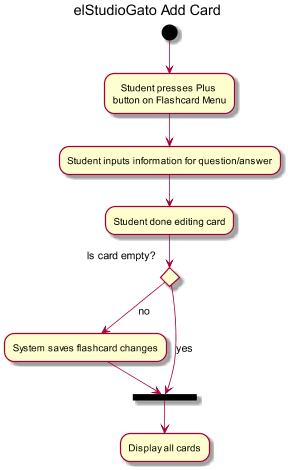 elStudioGato Add Card
Student presses Plus
button on Flashcard Menu
Student inputs information for question/answer
Student done editing card
Is card empty?
no
System saves flashcard changes
yes
Display all cards